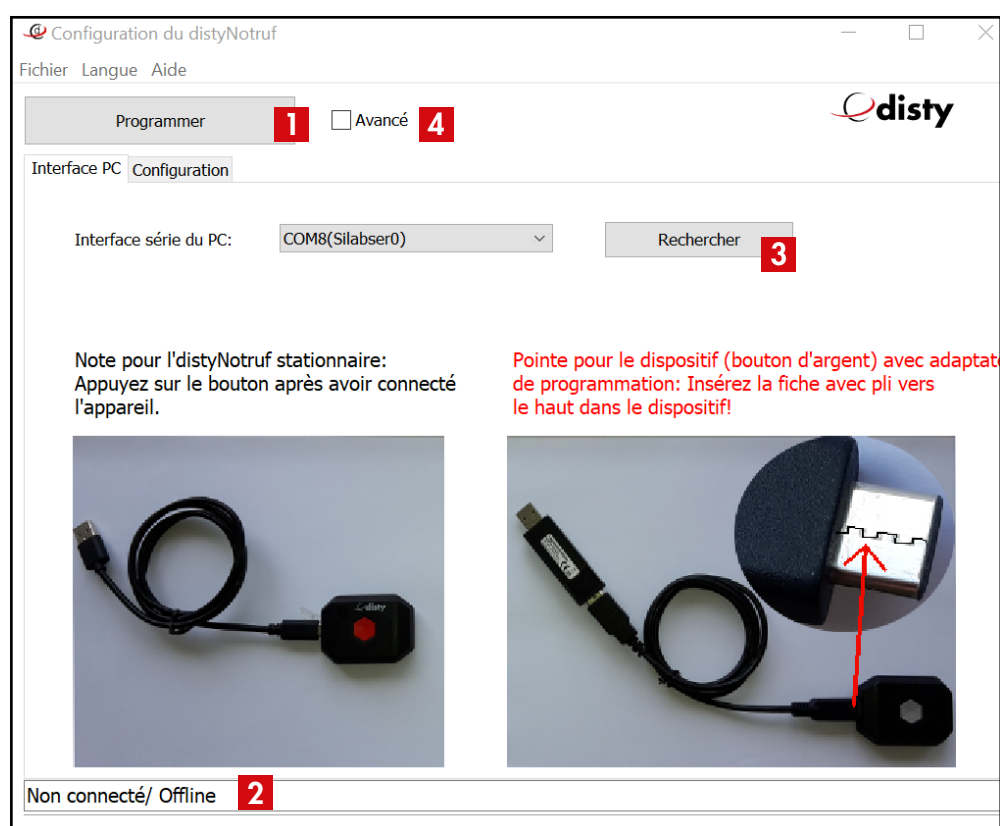 Configuration du distyNotruf
Fichier Langue Aide
Programmer 1 Avancé 4
disty
Interface PC Configuration
Interface série du PC: COM8(Silabser0) Rechercher 3
Note pour l'distyNotruf stationnaire:
Appuyez sur le bouton après avoir connecté
l'appareil.
Pointe pour le dispositif (bouton d'argent) avec adaptate
de programmation: Insérez la fiche avec pli vers
le haut dans le dispositif!
disty
Non connecté/ Offline 2